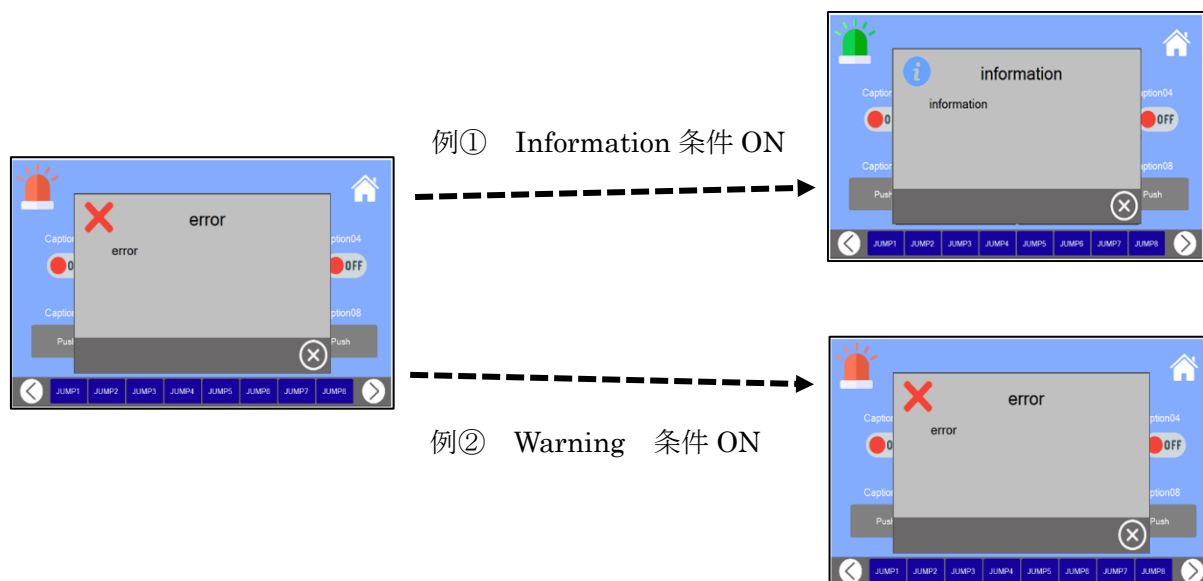 例① Information 条件 ON
information
information
Caption
ption04
OFF
Caption
ption08
Push
Push
JUMP1 JUMP2 JUMP3 JUMP4 JUMP5 JUMP6 JUMP7 JUMP8
error
error
Caption
ption04
OFF
Caption
ption08
Push
Push
JUMP1 JUMP2 JUMP3 JUMP4 JUMP5 JUMP6 JUMP7 JUMP8
例② Warning 条件 ON
error
error
Caption
ption04
OFF
Caption
ption08
Push
Push
JUMP1 JUMP2 JUMP3 JUMP4 JUMP5 JUMP6 JUMP7 JUMP8